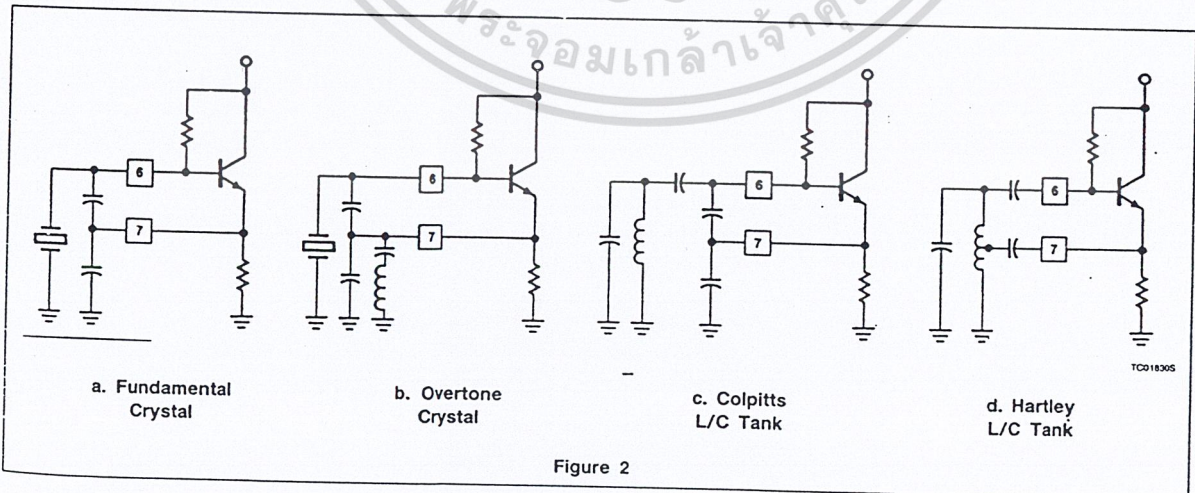 พระจอมเกล้าเจ้าคุณ
6
7
6
7
6
7
6
7
TC01830S
a. Fundamental
Crystal
b. Overtone
Crystal
c. Colpitts
L/C Tank
d. Hartley
L/C Tank
Figure 2